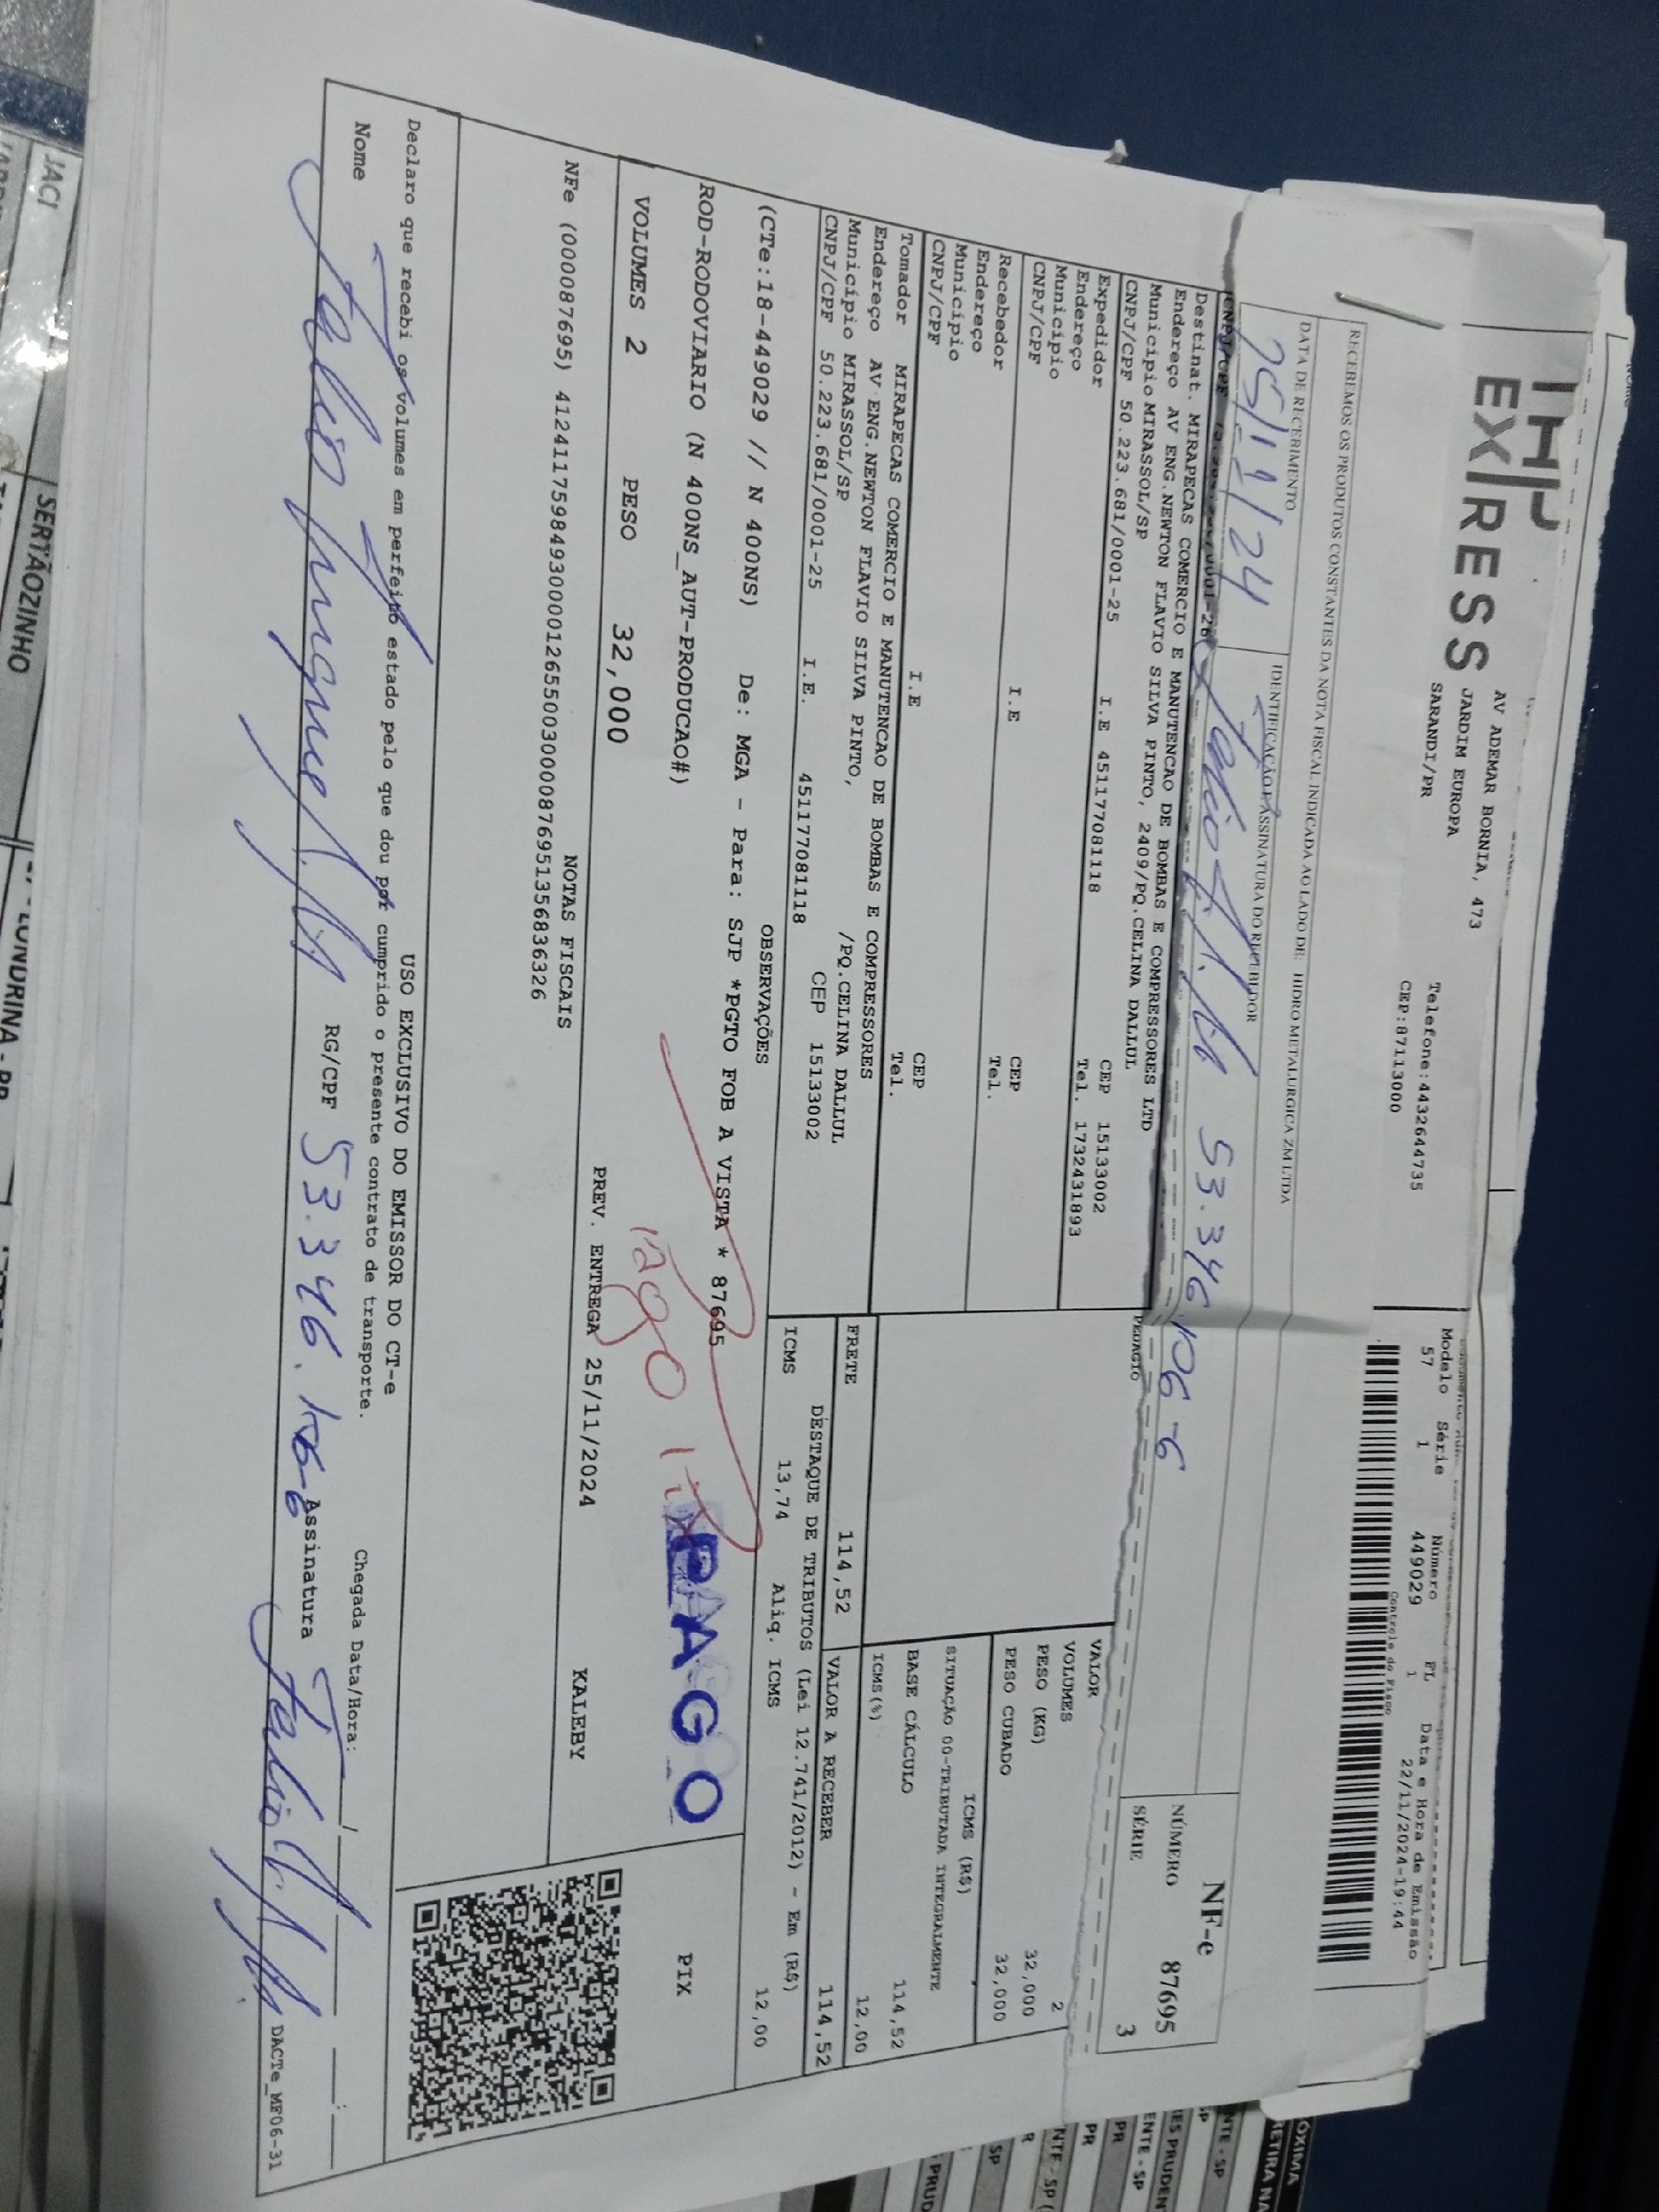 EXPRESS
AV ADEMAR BORNIA, 473
JARDIM EUROPA
SARANDI/PR
Telefone:4432644735
CEP:87113000
Modelo Série Número FL Data e Hora de Emissão
57 1 449029 1 22/11/2024-19:44
Controle do Fisco
RECEBEMOS OS PRODUTOS CONSTANTES DA NOTA FISCAL INDICADA AO LADO DE: HIDRO METALURGICA ZM LTDA
DATA DE RECEBIMENTO
IDENTIFICAÇÃO E ASSINATURA DO RECEBEDOR
25/11/24
53.346.106-6
NF-e
NÚMERO 87695
SÉRIE 3
CNPJ/CPF
PEDAGIO
Destinat. MIRAPECAS COMERCIO E MANUTENCAO DE BOMBAS E COMPRESSORES LTD
Endereço AV ENG.NEWTON FLAVIO SILVA PINTO, 2409/PQ.CELINA DALLUL
Município MIRASSOL/SP CEP 15133002
CNPJ/CPF 50.223.681/0001-25 I.E 451177081118 Tel. 1732431893
Expedidor
Endereço
Município CEP
CNPJ/CPF I.E Tel.
Recebedor
Endereço
Município CEP
CNPJ/CPF I.E Tel.
Tomador MIRAPECAS COMERCIO E MANUTENCAO DE BOMBAS E COMPRESSORES
Endereço AV ENG.NEWTON FLAVIO SILVA PINTO, /PQ.CELINA DALLUL
Município MIRASSOL/SP CEP 15133002
CNPJ/CPF 50.223.681/0001-25 I.E. 451177081118
VALOR
VOLUMES 2
PESO (KG) 32,000
PESO CUBADO 32,000
ICMS (R$)
SITUAÇÃO 00-TRIBUTADA INTEGRALMENTE
BASE CÁLCULO 114,52
ICMS(%) 12,00
FRETE 114,52 VALOR A RECEBER 114,52
DESTAQUE DE TRIBUTOS (Lei 12.741/2012) - Em (R$)
ICMS 13,74 Aliq. ICMS 12,00
OBSERVAÇÕES
(CTe:18-449029 // N 400NS) De: MGA - Para: SJP *PGTO FOB A VISTA * 87695
ROD-RODOVIARIO (N 400NS_AUT-PRODUCAO#)
PAGO
PIX
VOLUMES 2 PESO 32,000 PREV. ENTREGA 25/11/2024 KALEBY
NOTAS FISCAIS
NFe (000087695) 41241175984930000126550030000876951356836326
USO EXCLUSIVO DO EMISSOR DO CT-e
Declaro que recebi os volumes em perfeito estado pelo que dou por cumprido o presente contrato de transporte.
Chegada Data/Hora:
Nome RG/CPF 53.346.106-6 Assinatura
DACTe_MF06-31
JACI
SERTÃOZINHO
LONDRINA - PR